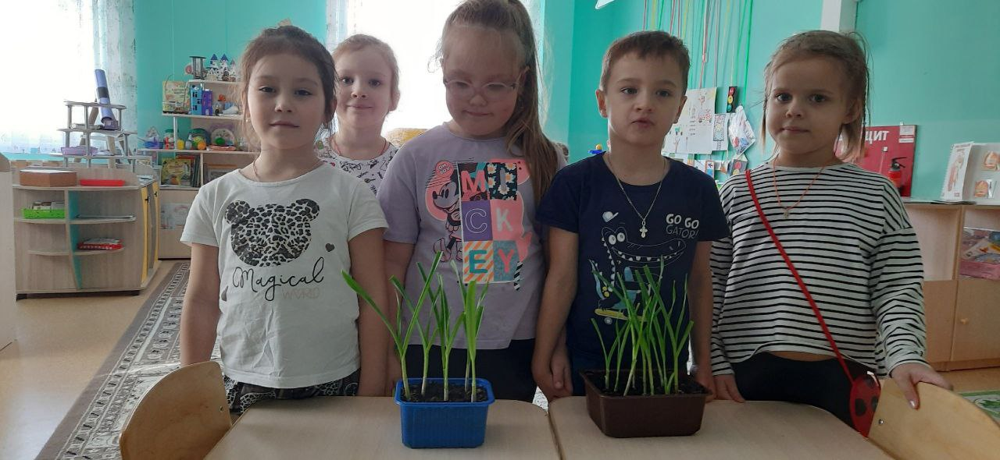 Magical
WORLD
M I
C K
E Y
GO GO
GATOR!
ЩИТ